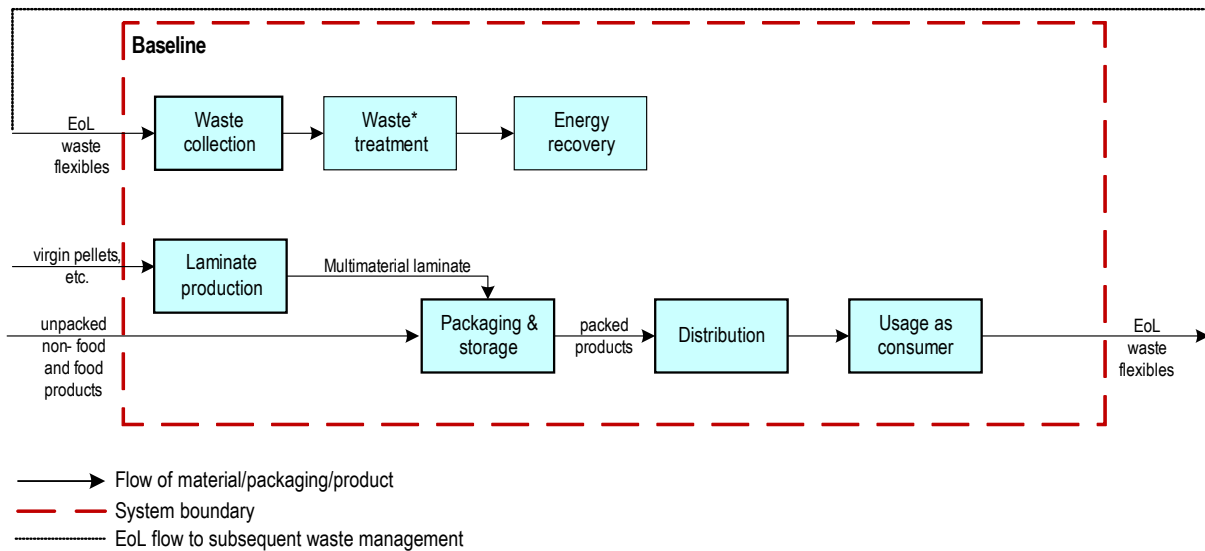 Baseline
EoL
waste
flexibles
Waste
collection
Waste*
treatment
Energy
recovery
virgin pellets,
etc.
Laminate
production
Multimaterial laminate
unpacked
non- food
and food
products
Packaging &
storage
packed
products
Distribution
Usage as
consumer
EoL
waste
flexibles
Flow of material/packaging/product
System boundary
EoL flow to subsequent waste management